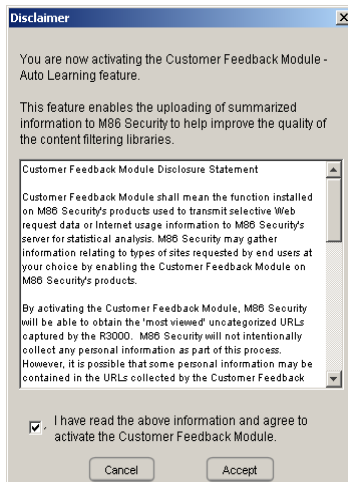 Disclaimer
You are now activating the Customer Feedback Module -
Auto Learning feature.
This feature enables the uploading of summarized
information to M86 Security to help improve the quality of
the content filtering libraries.
Customer Feedback Module Disclosure Statement
Customer Feedback Module shall mean the function installed
on M86 Security's products used to transmit selective Web
request data or Internet usage information to M86 Security's
server for statistical analysis. M86 Security may gather
information relating to types of sites requested by end users at
your choice by enabling the Customer Feedback Module on
M86 Security's products.
By activating the Customer Feedback Module, M86 Security
will be able to obtain the 'most viewed' uncategorized URLs
captured by the R3000. M86 Security will not intentionally
collect any personal information as part of this process.
However, it is possible that some personal information may be
contained in the URLs collected by the Customer Feedback
I have read the above information and agree to
activate the Customer Feedback Module.
Cancel
Accept